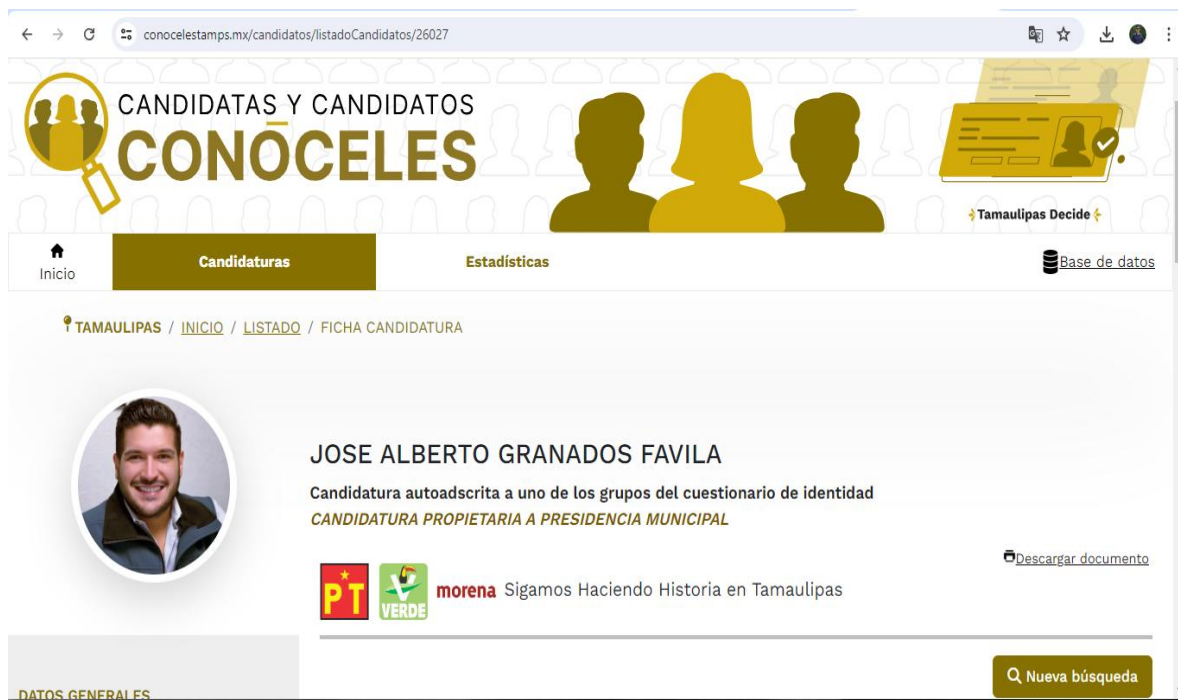 conocelestamps.mx/candidatos/listadoCandidatos/26027
CANDIDATAS Y CANDIDATOS
CONÓCELES
Tamaulipas Decide
Inicio
Candidaturas
Estadísticas
Base de datos
TAMAULIPAS / INICIO / LISTADO / FICHA CANDIDATURA
JOSE ALBERTO GRANADOS FAVILA
Candidatura autoadscrita a uno de los grupos del cuestionario de identidad
CANDIDATURA PROPIETARIA A PRESIDENCIA MUNICIPAL
Descargar documento
PT VERDE morena Sigamos Haciendo Historia en Tamaulipas
Nueva búsqueda
DATOS GENERALES